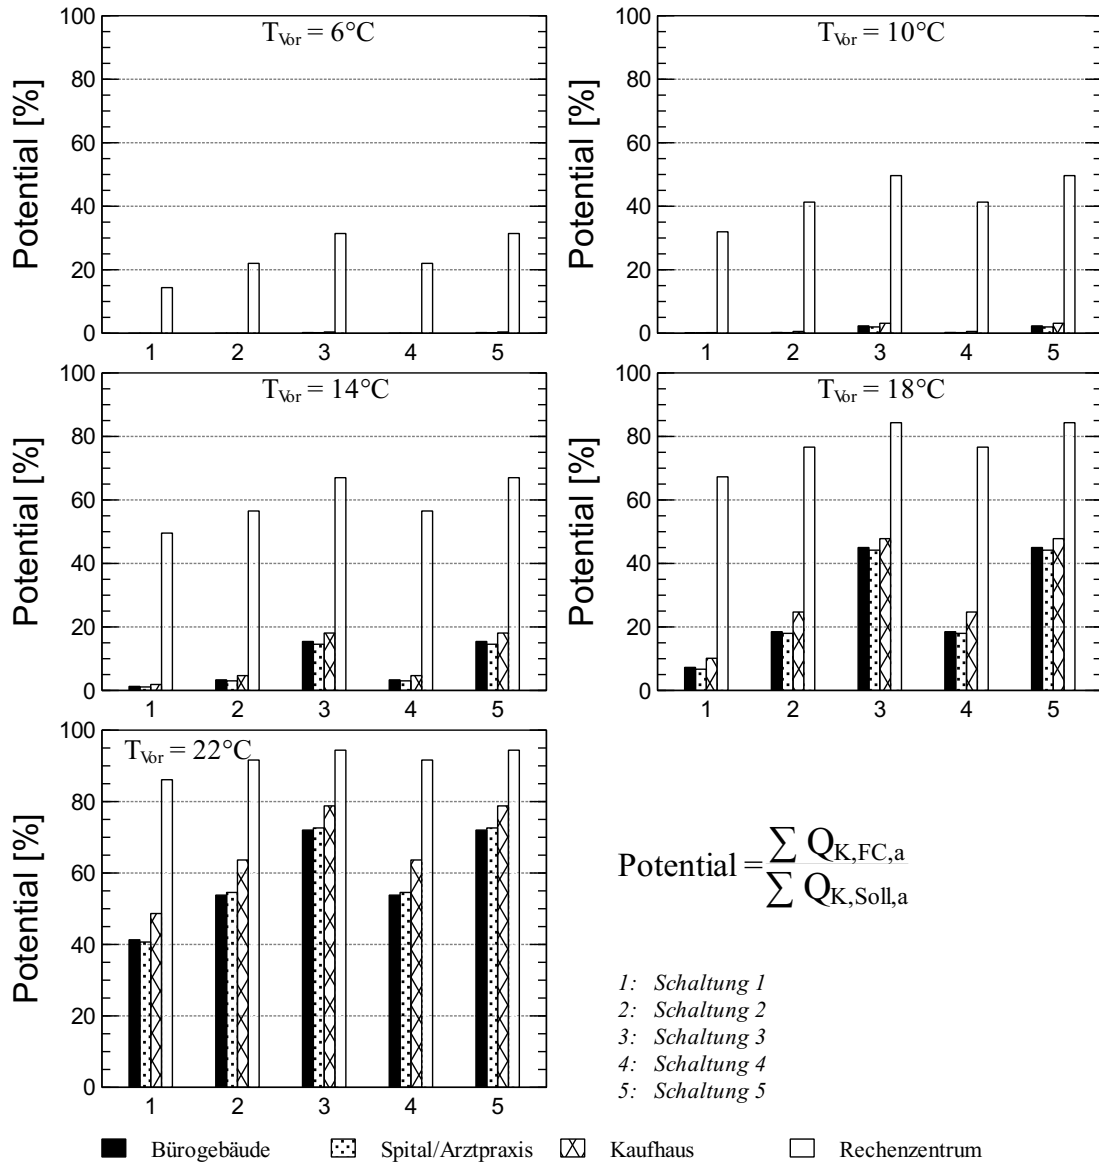 T_Vor = 6°C
Potential [%]
100
80
60
40
20
0
1 2 3 4 5
T_Vor = 10°C
Potential [%]
100
80
60
40
20
0
1 2 3 4 5
T_Vor = 14°C
Potential [%]
100
80
60
40
20
0
1 2 3 4 5
T_Vor = 18°C
Potential [%]
100
80
60
40
20
0
1 2 3 4 5
T_Vor = 22°C
Potential [%]
100
80
60
40
20
0
1 2 3 4 5
Potential = ∑ Q_K,FC,a / ∑ Q_K,Soll,a
1: Schaltung 1
2: Schaltung 2
3: Schaltung 3
4: Schaltung 4
5: Schaltung 5
Bürogebäude Spital/Arztpraxis Kaufhaus Rechenzentrum